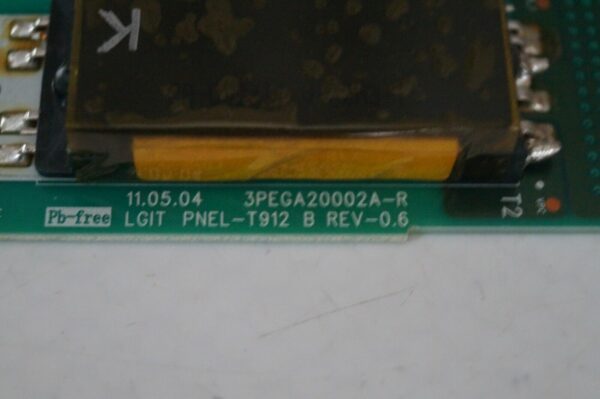 K
11.05.04 3PEGA20002A-R
Pb-free LGIT PNEL-T912 B REV-0.6
T2